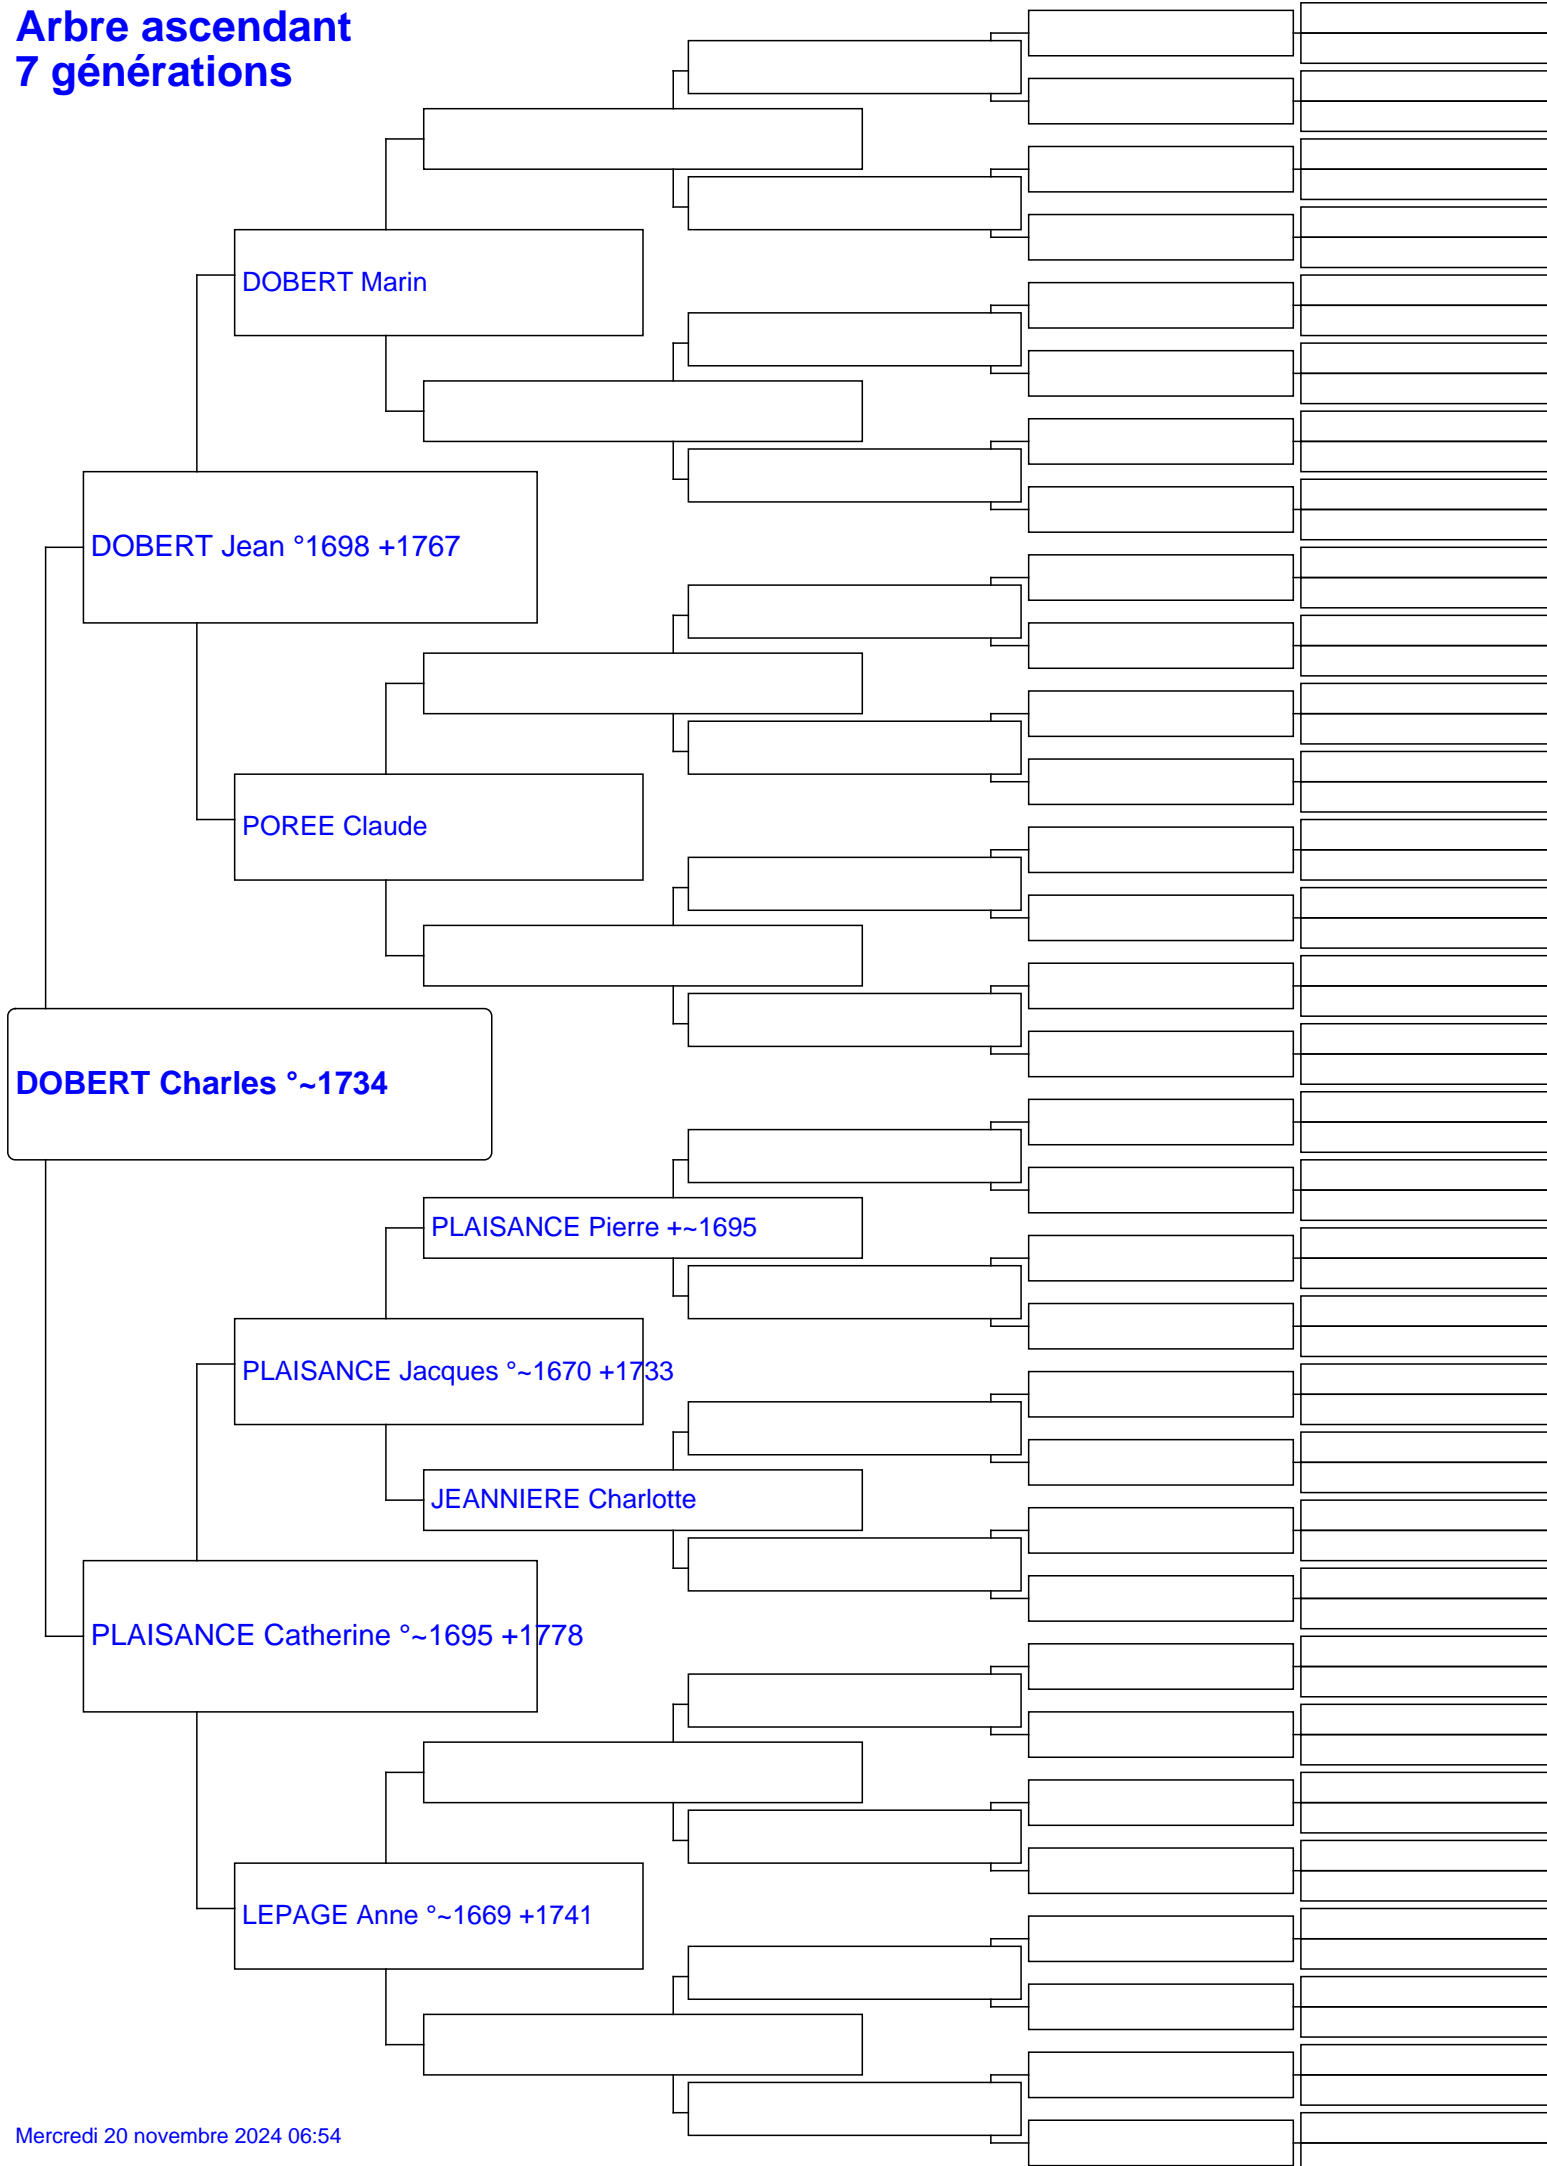 Arbre ascendant
7 générations
DOBERT Marin
DOBERT Jean °1698 +1767
POREE Claude
DOBERT Charles °~1734
PLAISANCE Pierre +~1695
PLAISANCE Jacques °~1670 +1733
JEANNIERE Charlotte
PLAISANCE Catherine °~1695 +1778
LEPAGE Anne °~1669 +1741
Mercredi 20 novembre 2024 06:54